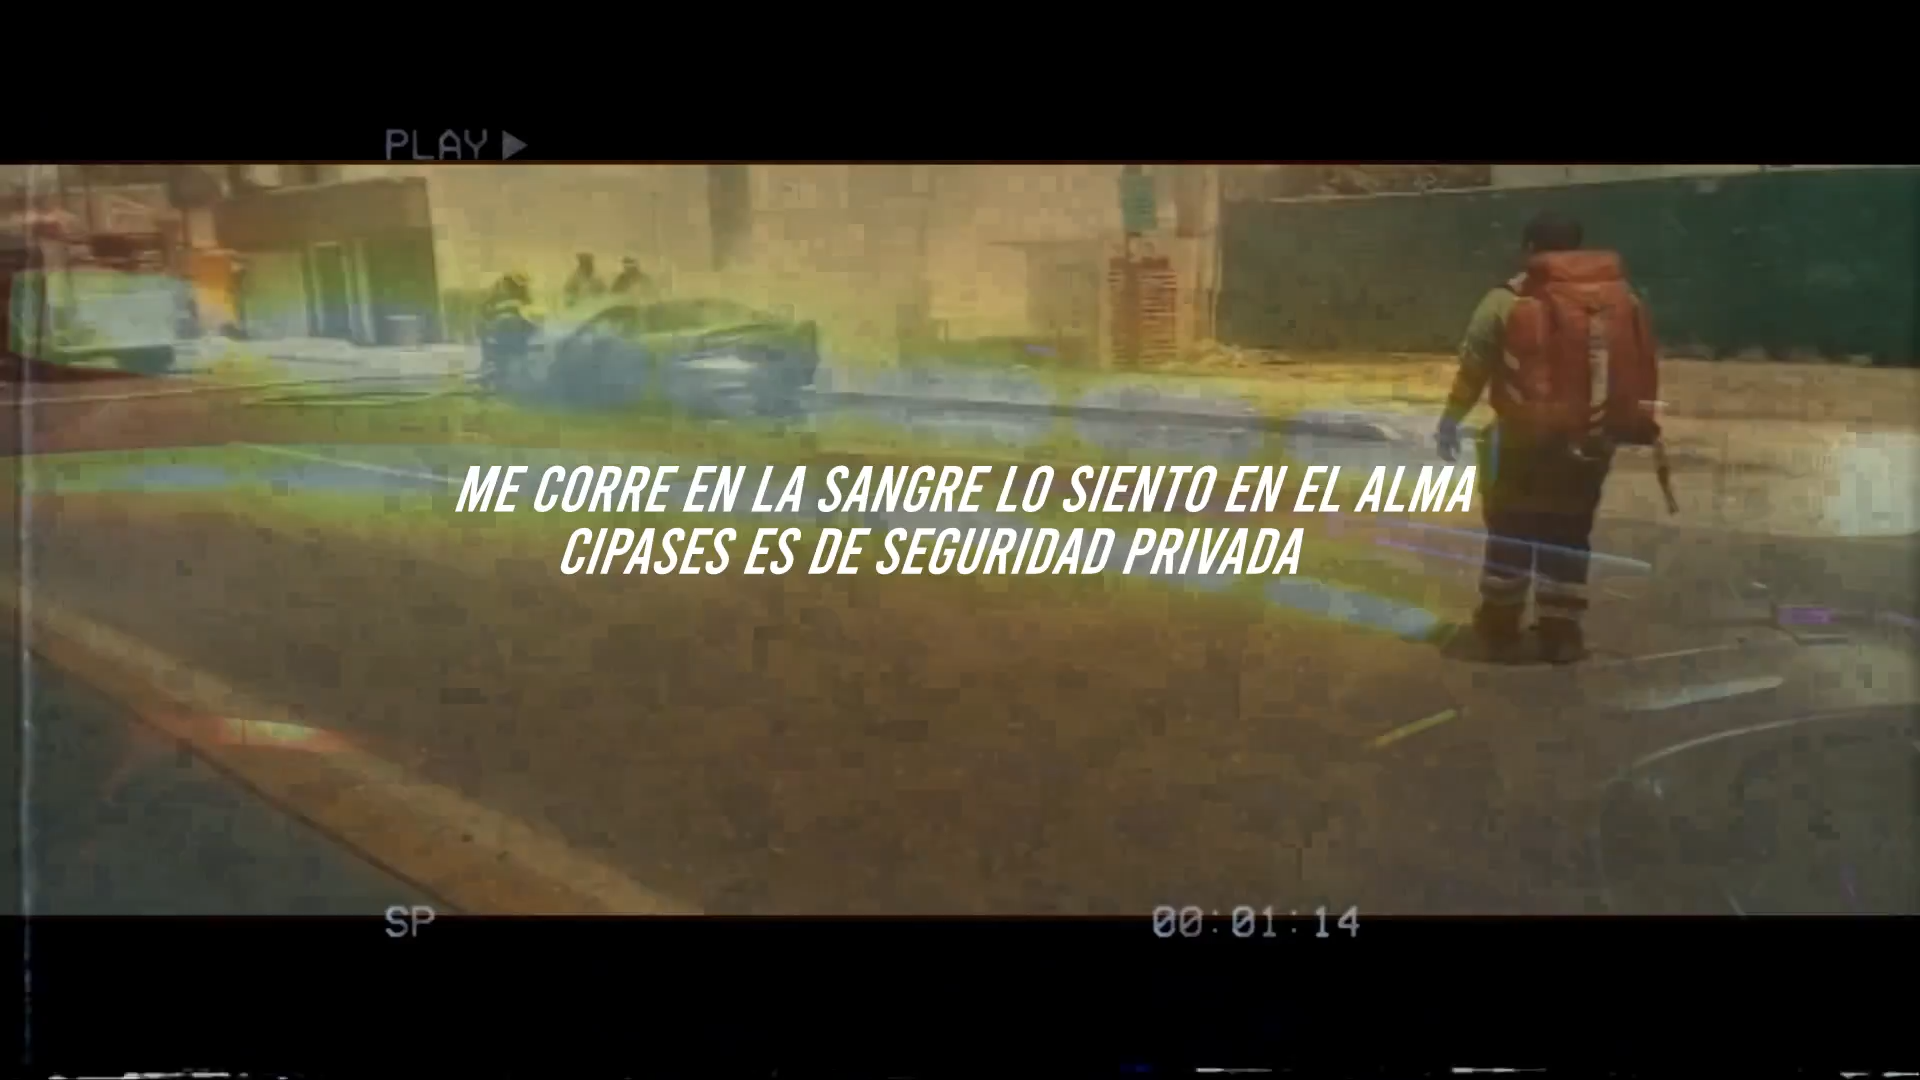 PLAY
ME CORRE EN LA SANGRE LO SIENTO EN EL ALMA
CIPASES ES DE SEGURIDAD PRIVADA
SP
00:01:14